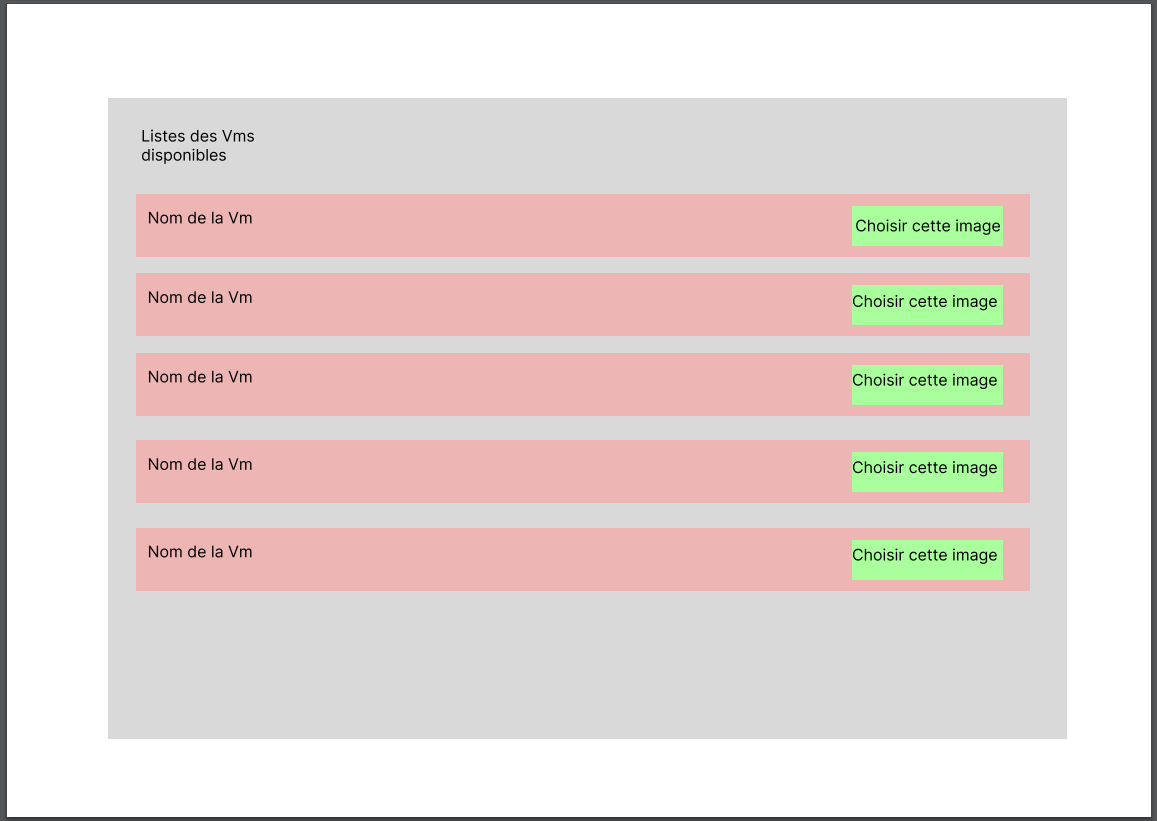 Listes des Vms
disponibles
Nom de la Vm
Choisir cette image
Nom de la Vm
Choisir cette image
Nom de la Vm
Choisir cette image
Nom de la Vm
Choisir cette image
Nom de la Vm
Choisir cette image